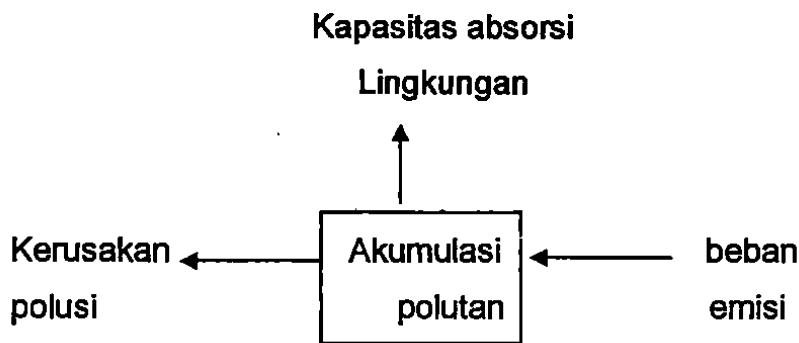 Kapasitas absorsi
Lingkungan
Kerusakan
polusi
Akumulasi
polutan
beban
emisi